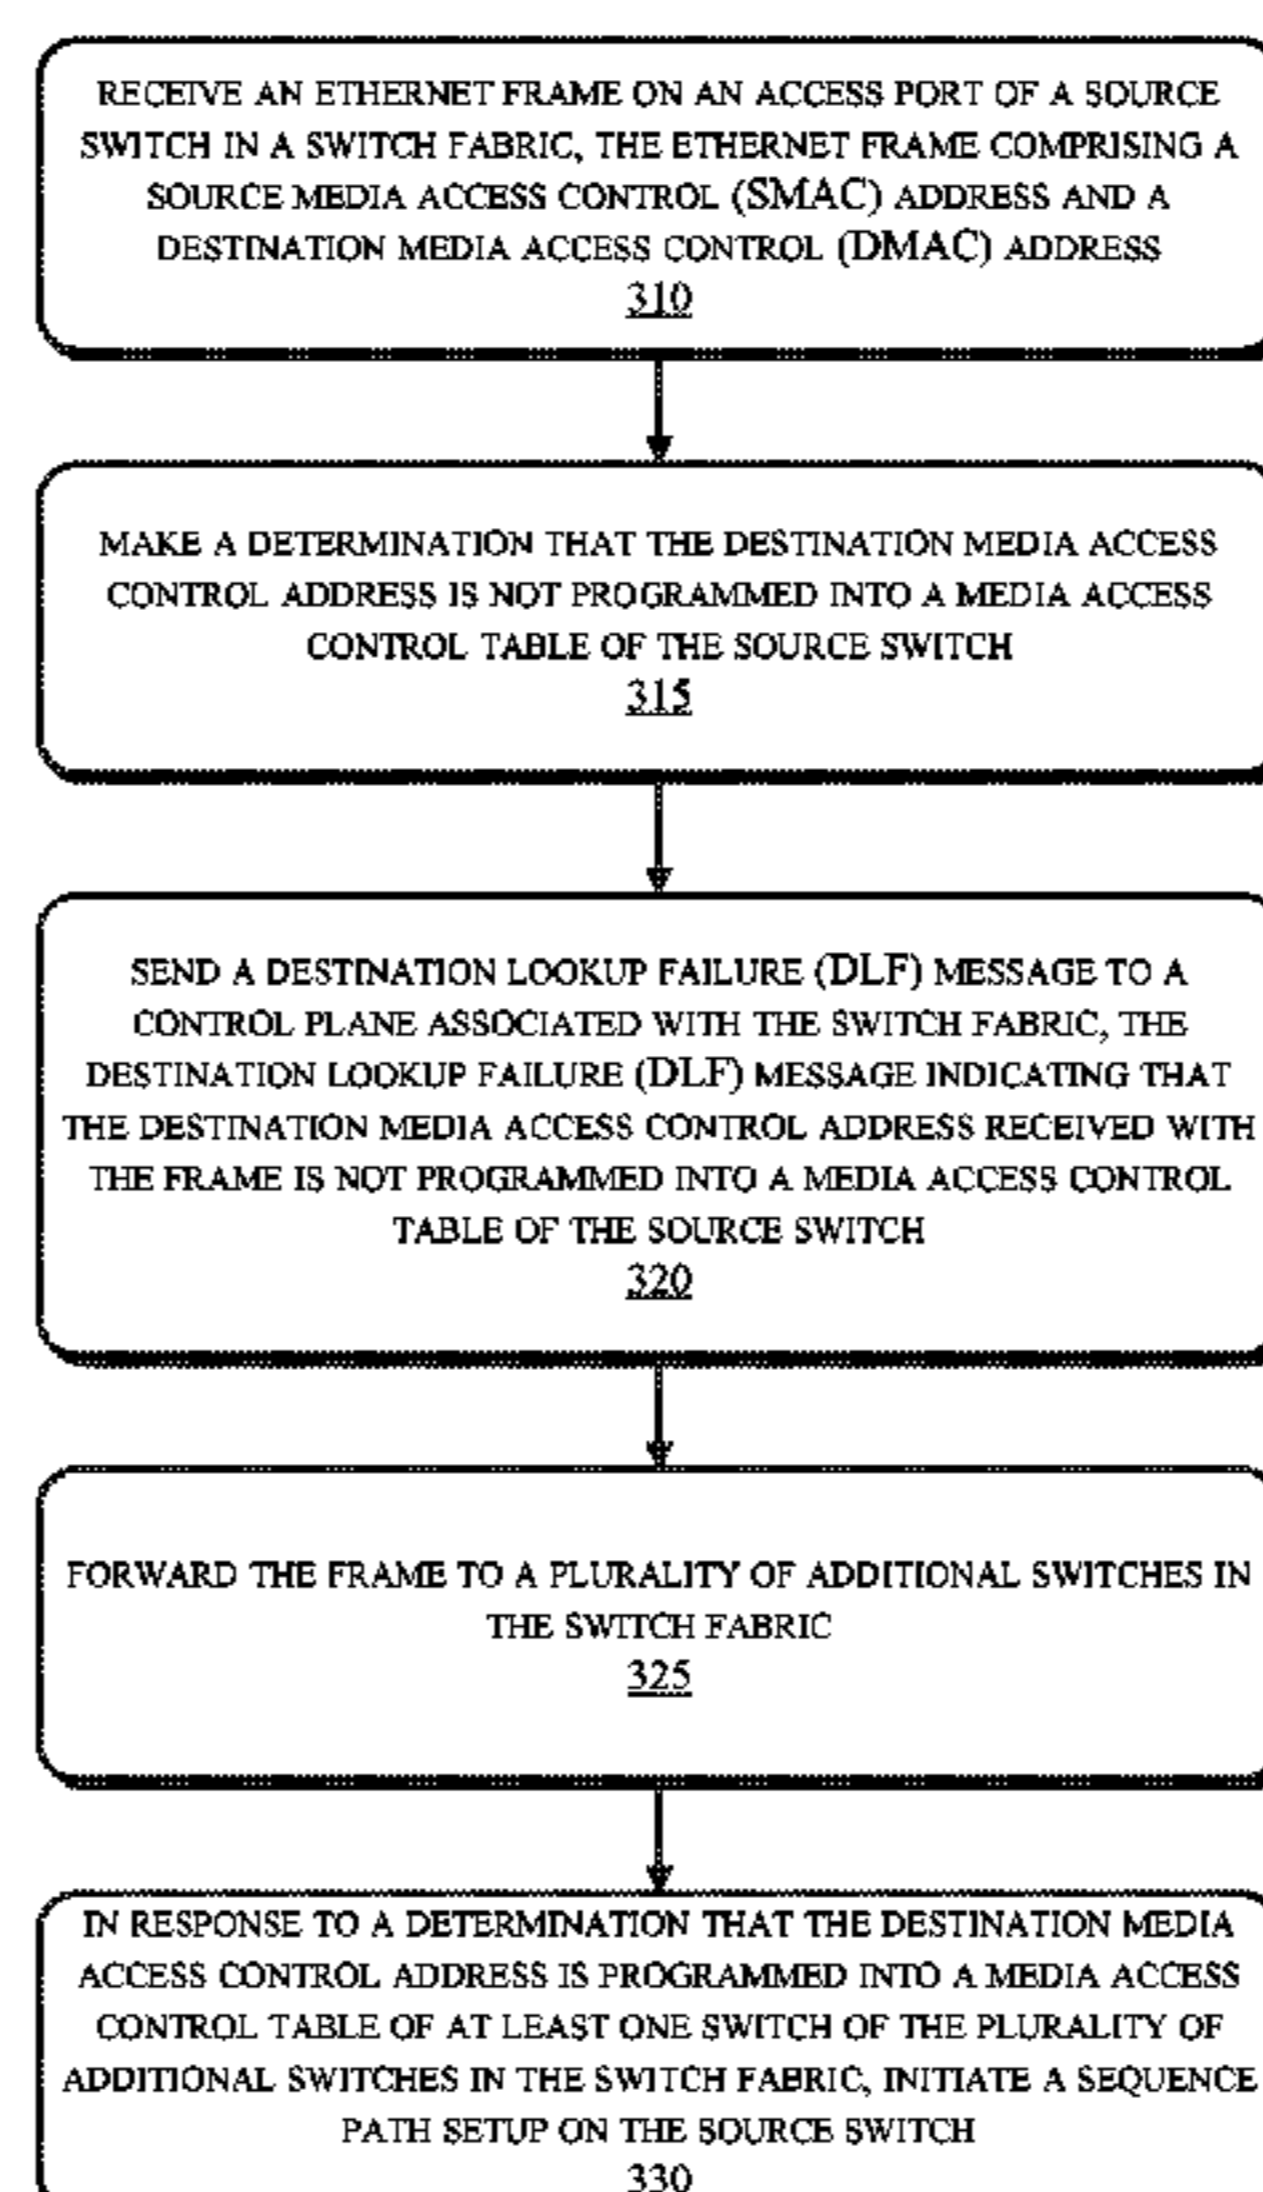 RECEIVE AN ETHERNET FRAME ON AN ACCESS PORT OF A SOURCE
SWITCH IN A SWITCH FABRIC, THE ETHERNET FRAME COMPRISING A
SOURCE MEDIA ACCESS CONTROL (SMAC) ADDRESS AND A
DESTINATION MEDIA ACCESS CONTROL (DMAC) ADDRESS
310
MAKE A DETERMINATION THAT THE DESTINATION MEDIA ACCESS
CONTROL ADDRESS IS NOT PROGRAMMED INTO A MEDIA ACCESS
CONTROL TABLE OF THE SOURCE SWITCH
315
SEND A DESTINATION LOOKUP FAILURE (DLF) MESSAGE TO A
CONTROL PLANE ASSOCIATED WITH THE SWITCH FABRIC, THE
DESTINATION LOOKUP FAILURE (DLF) MESSAGE INDICATING THAT
THE DESTINATION MEDIA ACCESS CONTROL ADDRESS RECEIVED WITH
THE FRAME IS NOT PROGRAMMED INTO A MEDIA ACCESS CONTROL
TABLE OF THE SOURCE SWITCH
320
FORWARD THE FRAME TO A PLURALITY OF ADDITIONAL SWITCHES IN
THE SWITCH FABRIC
325
IN RESPONSE TO A DETERMINATION THAT THE DESTINATION MEDIA
ACCESS CONTROL ADDRESS IS PROGRAMMED INTO A MEDIA ACCESS
CONTROL TABLE OF AT LEAST ONE SWITCH OF THE PLURALITY OF
ADDITIONAL SWITCHES IN THE SWITCH FABRIC, INITIATE A SEQUENCE
PATH SETUP ON THE SOURCE SWITCH
330